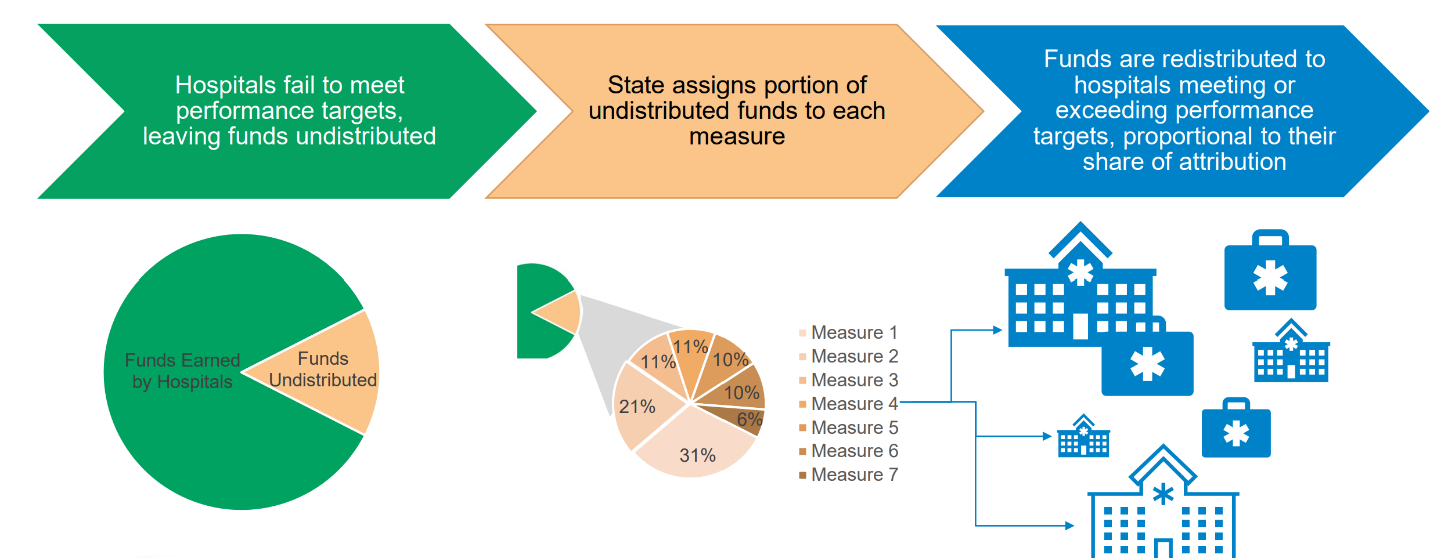 Hospitals fail to meet
performance targets,
leaving funds undistributed
State assigns portion of
undistributed funds to each
measure
Funds are redistributed to
hospitals meeting or
exceeding performance
targets, proportional to their
share of attribution
Funds Earned
by Hospitals
Funds
Undistributed
11%
11%
10%
10%
6%
21%
31%
Measure 1
Measure 2
Measure 3
Measure 4
Measure 5
Measure 6
Measure 7